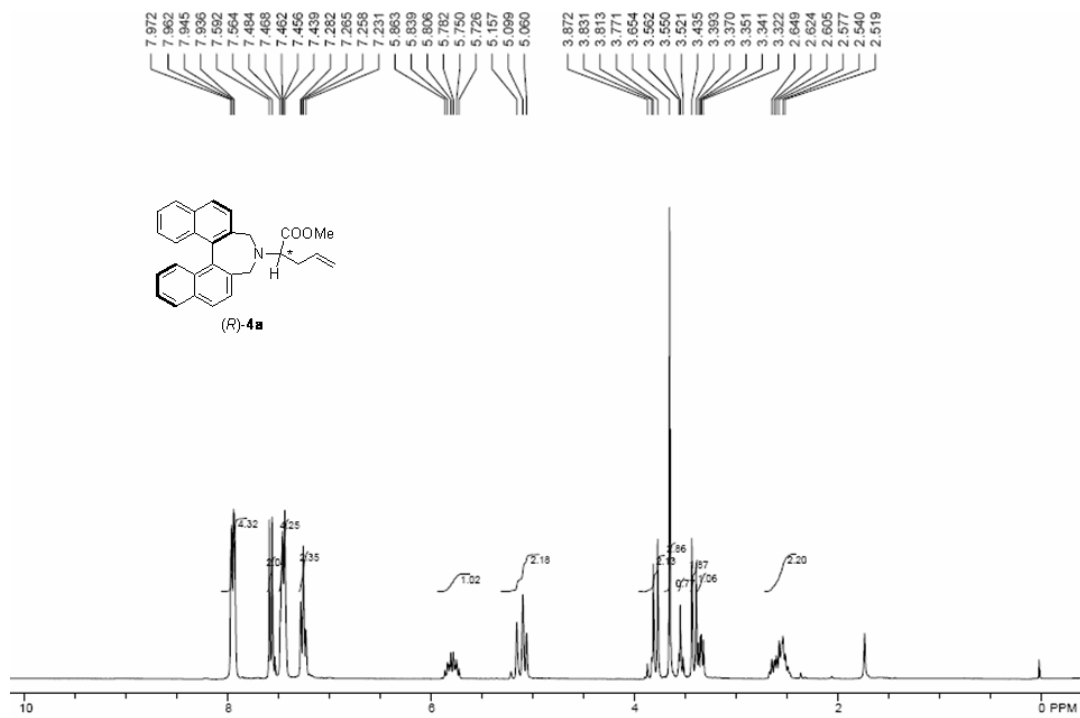 7.972 7.962 7.945 7.936 7.592 7.564 7.484 7.468 7.462 7.456 7.439 7.282 7.265 7.258 7.231 5.863 5.839 5.806 5.782 5.750 5.726 5.157 5.099 5.060 3.872 3.831 3.813 3.771 3.654 3.562 3.550 3.521 3.435 3.393 3.370 3.351 3.341 3.322 2.649 2.624 2.605 2.577 2.540 2.519
COOMe
N
*
H
(R)-4a
4.32 4.25 2.35 1.02 2.18 2.13 2.86 1.06 2.20
10 8 6 4 2 0 PPM